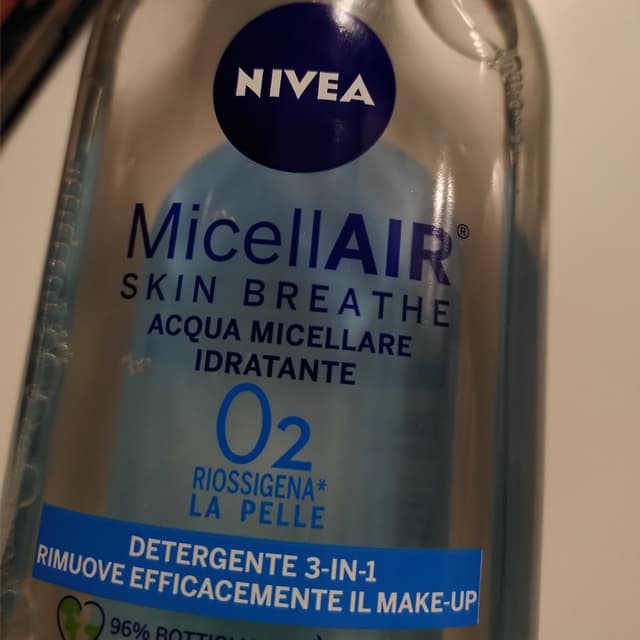 NIVEA
MicellAIR®
SKIN BREATHE
ACQUA MICELLARE
IDRATANTE
O2
RIOSSIGENA*
LA PELLE
DETERGENTE 3-IN-1
RIMUOVE EFFICACEMENTE IL MAKE-UP
96%